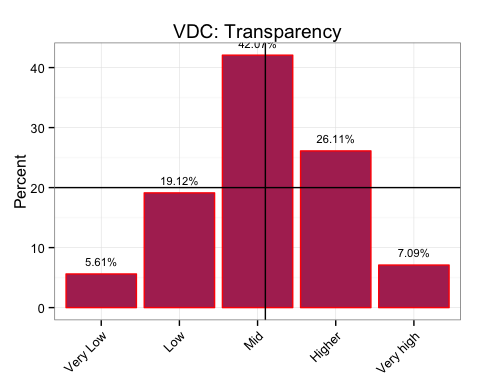 VDC: Transparency
42.07%
40
30
26.11%
Percent
20
19.12%
10
7.09%
5.61%
0
Very Low
Low
Mid
Higher
Very high